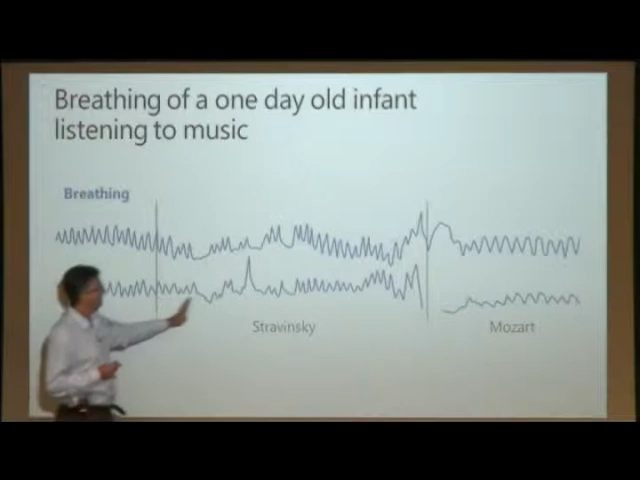 Breathing of a one day old infant
listening to music
Breathing
Stravinsky
Mozart